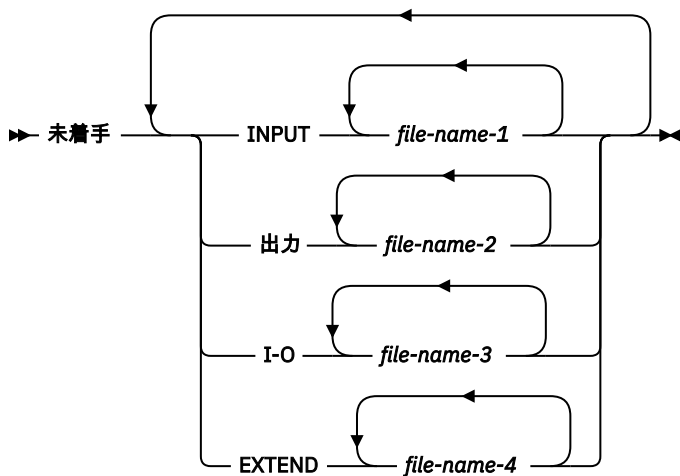 未着手 INPUT file-name-1
出力 file-name-2
I-O file-name-3
EXTEND file-name-4